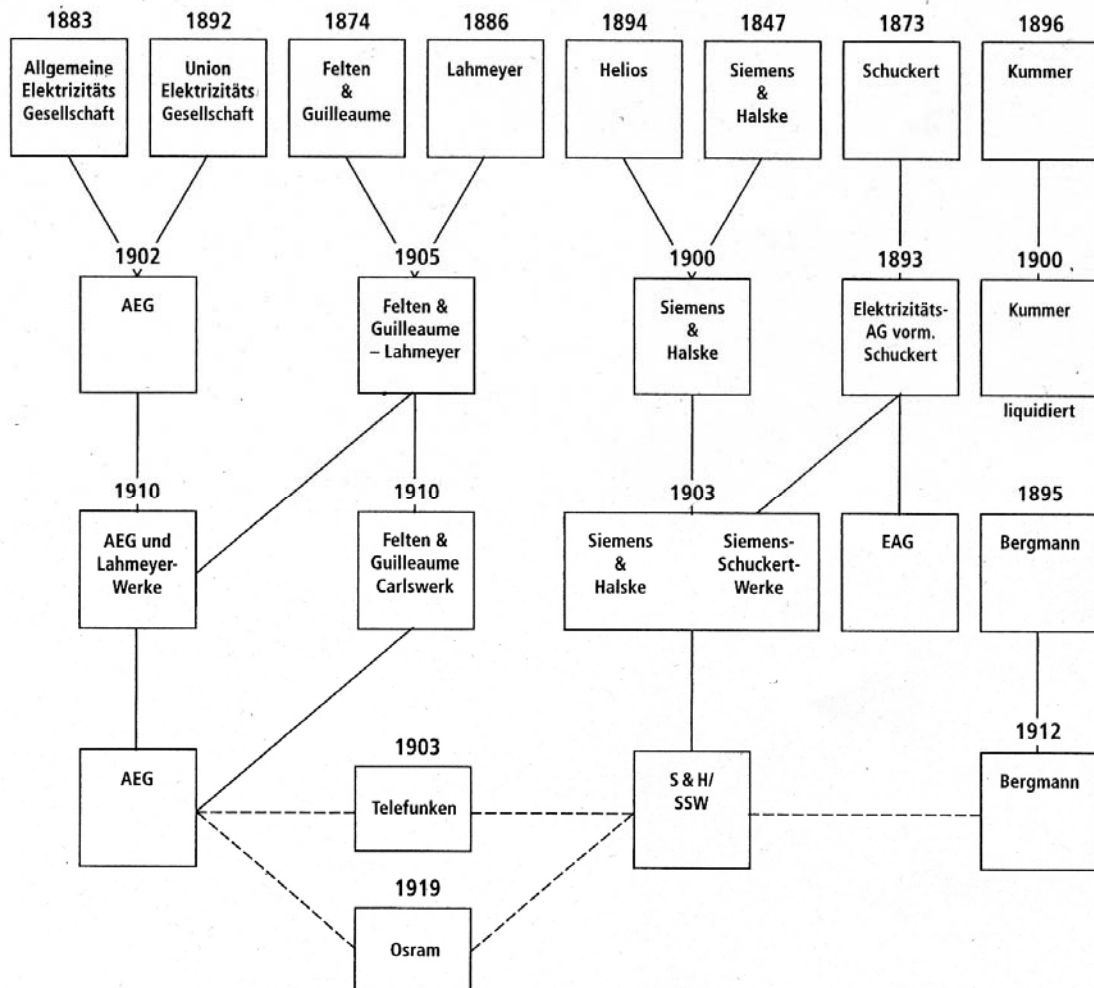 1883 1892 1874 1886 1894 1847 1873 1896
Allgemeine
Elektrizitäts
Gesellschaft
Union
Elektrizitäts
Gesellschaft
Felten
&
Guilleaume
Lahmeyer
Helios
Siemens
&
Halske
Schuckert
Kummer
1902 1905 1900 1893 1900
AEG
Felten &
Guilleaume
– Lahmeyer
Siemens
&
Halske
Elektrizitäts-
AG vorm.
Schuckert
Kummer
liquidiert
1910 1910 1903 1895
AEG und
Lahmeyer-
Werke
Felten &
Guilleaume
Carlswerk
Siemens
&
Halske
Siemens-
Schuckert-
Werke
EAG
Bergmann
1903 1912
AEG
Telefunken
S & H/
SSW
Bergmann
1919
Osram